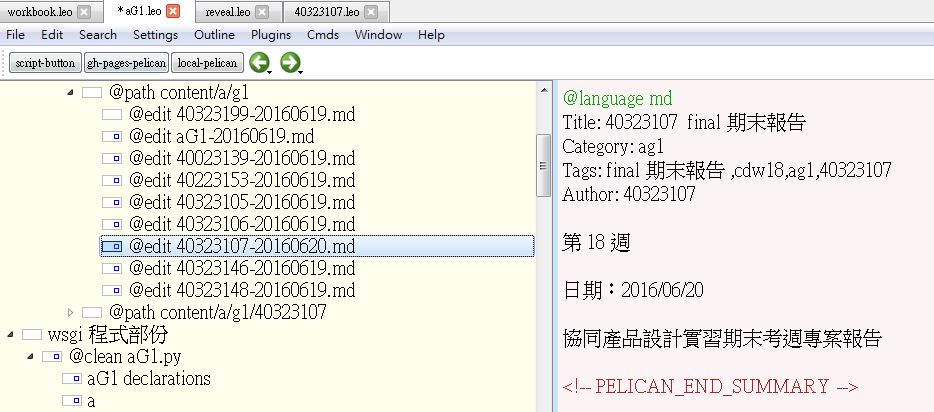 workbook.leo
* aG1.leo
reveal.leo
40323107.leo
File Edit Search Settings Outline Plugins Cmds Window Help
script-button gh-pages-pelican local-pelican
@path content/a/g1
@edit 40323199-20160619.md
@edit aG1-20160619.md
@edit 40023139-20160619.md
@edit 40223153-20160619.md
@edit 40323105-20160619.md
@edit 40323106-20160619.md
@edit 40323107-20160620.md
@edit 40323146-20160619.md
@edit 40323148-20160619.md
@path content/a/g1/40323107
wsgi 程式部份
@clean aG1.py
aG1 declarations
a
@language md
Title: 40323107 final 期末報告
Category: ag1
Tags: final 期末報告 ,cdw18,ag1,40323107
Author: 40323107
第 18 週
日期：2016/06/20
協同產品設計實習期末考週專案報告
<!-- PELICAN_END_SUMMARY -->